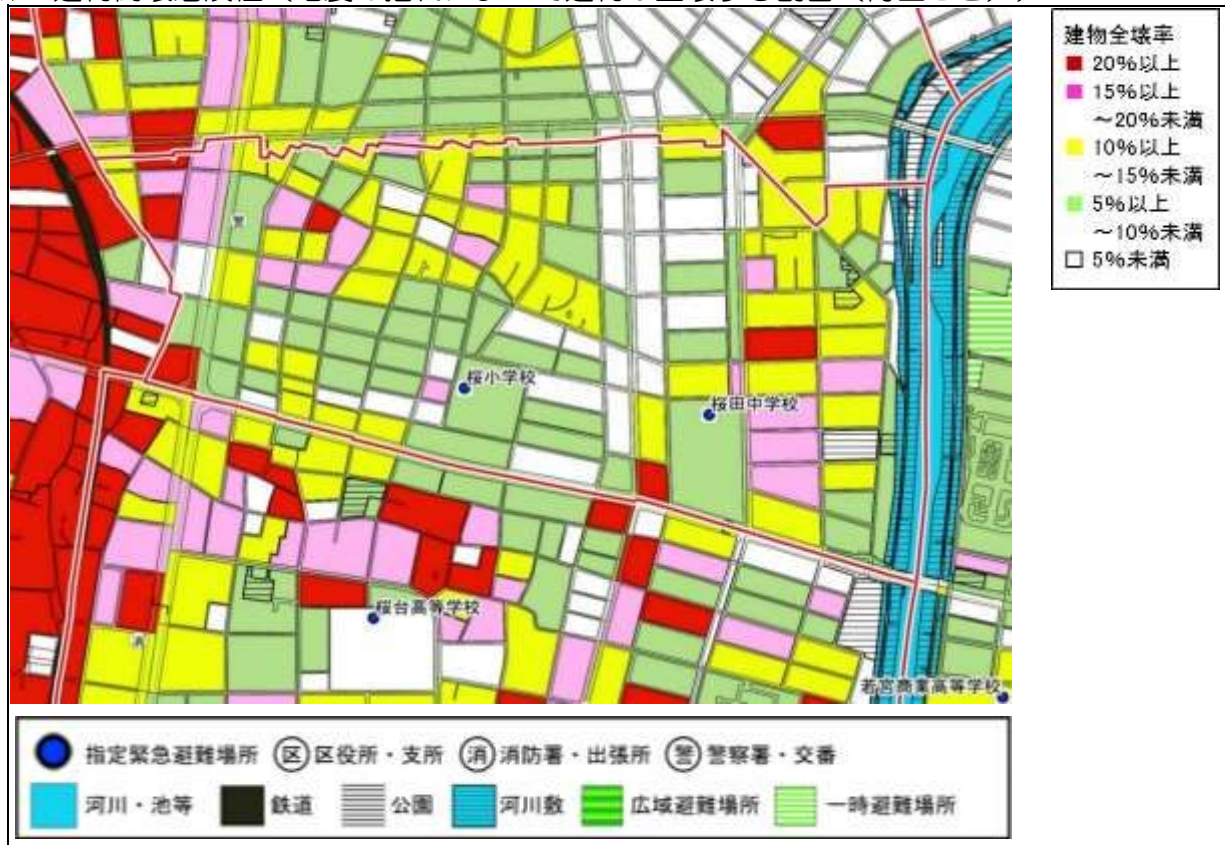 建物全壊率
20%以上
15%以上
～20%未満
10%以上
～15%未満
5%以上
～10%未満
5%未満
桜小学校
桜田中学校
桜台高等学校
消
若宮商業高等学校
指定緊急避難場所 区 区役所・支所 消 消防署・出張所 警 警察署・交番
河川・池等 鉄道 公園 河川敷 広域避難場所 一時避難場所